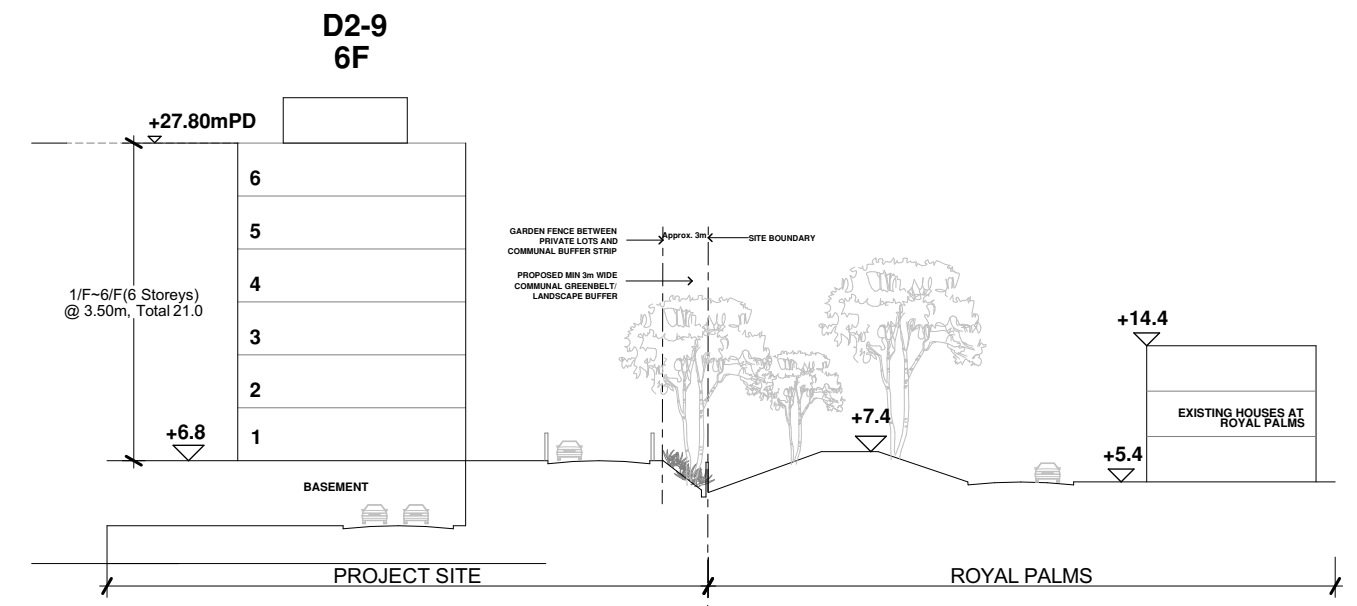 D2-9
6F
+27.80mPD
6
5
4
3
2
1
1/F~6/F(6 Storeys)
@ 3.50m, Total 21.0
+6.8
BASEMENT
GARDEN FENCE BETWEEN
PRIVATE LOTS AND
COMMUNAL BUFFER STRIP
Approx. 3m
SITE BOUNDARY
PROPOSED MIN 3m WIDE
COMMUNAL GREENBELT/
LANDSCAPE BUFFER
+7.4
+14.4
EXISTING HOUSES AT
ROYAL PALMS
+5.4
PROJECT SITE
ROYAL PALMS